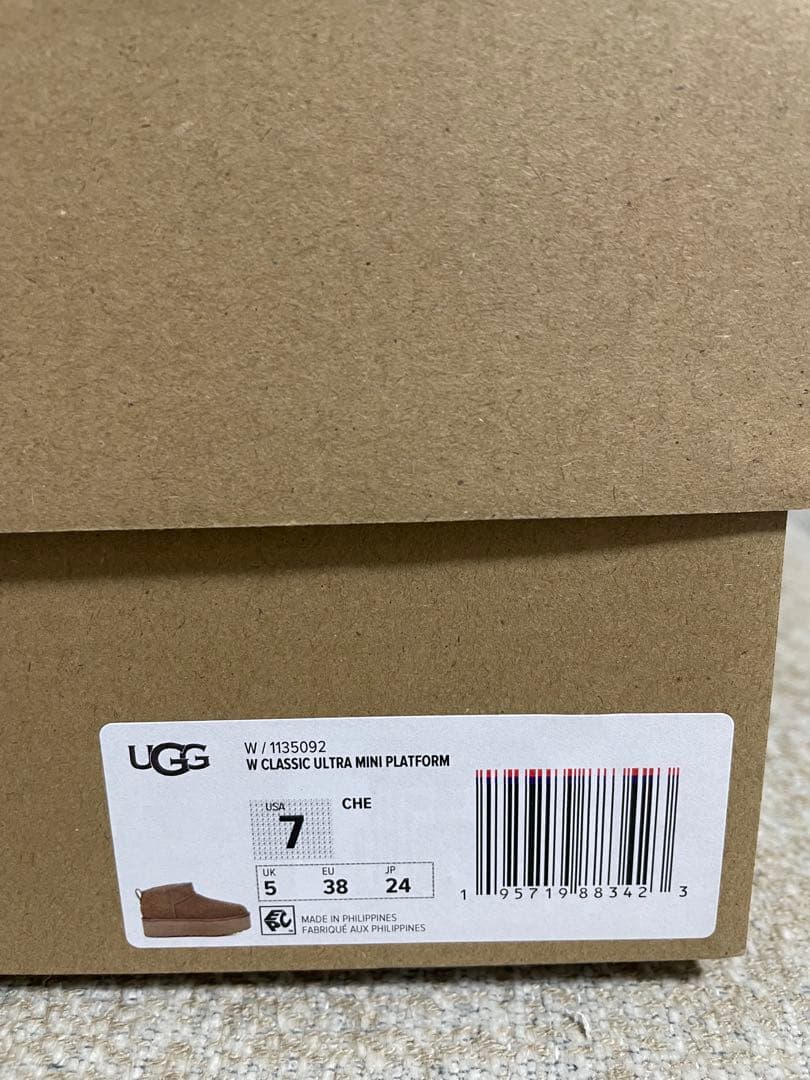 UGG
W / 1135092
W CLASSIC ULTRA MINI PLATFORM
USA
7
CHE
UK EU JP
5 38 24
MADE IN PHILIPPINES
FABRIQUÉ AUX PHILIPPINES
1 95719 88342 3